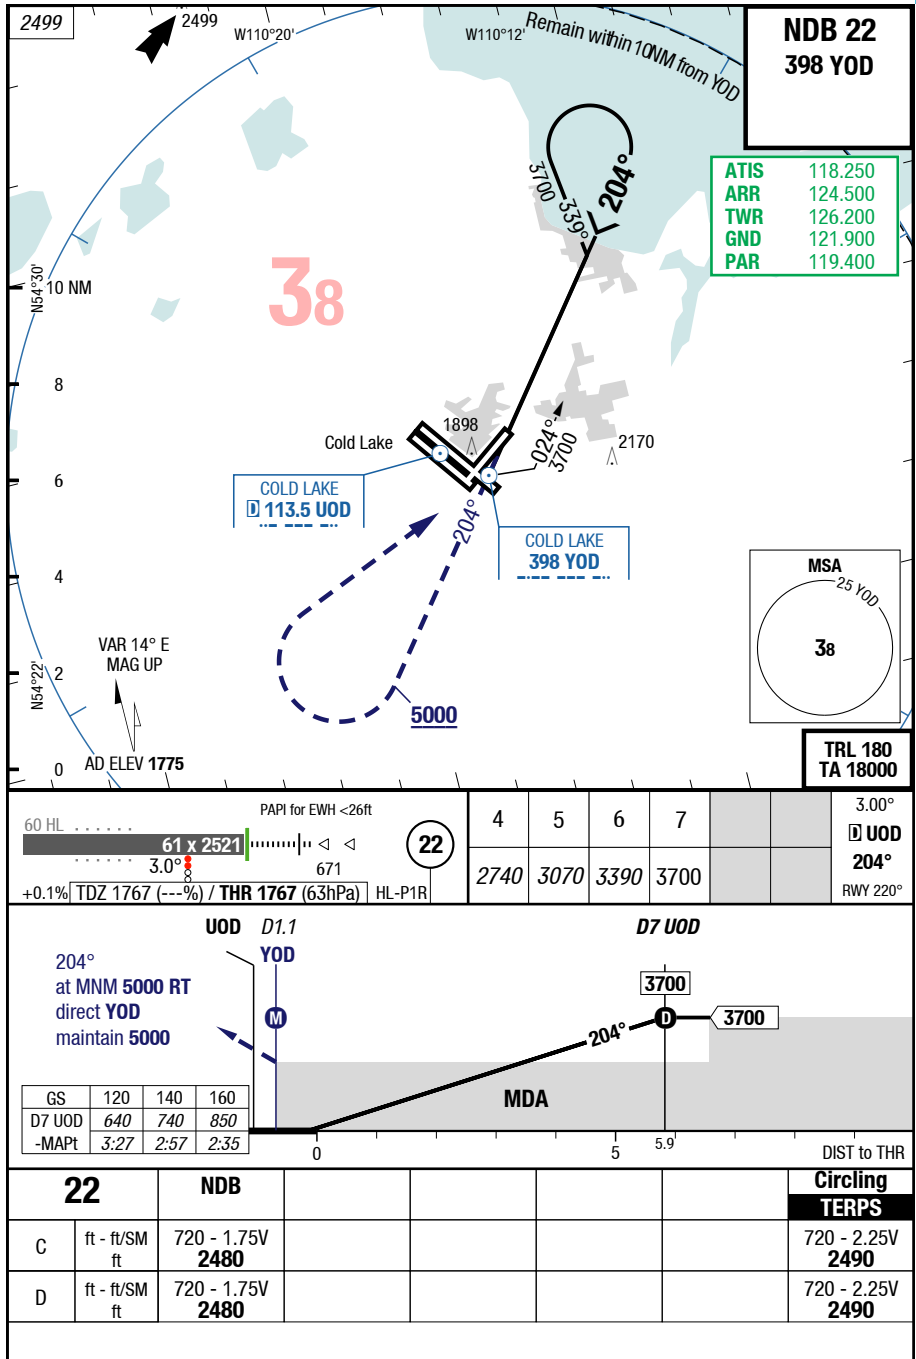 2499
2499
W110°20'
W110°12'
Remain within 10NM from YOD
NDB 22
398 YOD
ATIS 118.250
ARR 124.500
TWR 126.200
GND 121.900
PAR 119.400
3700
339°
204°
N54°30'
10 NM
38
8
Cold Lake
1898
024°
3700
2170
6
COLD LAKE
D 113.5 UOD
204°
COLD LAKE
398 YOD
4
MSA
25 YOD
38
VAR 14° E
MAG UP
N54°22'
2
5000
AD ELEV 1775
0
TRL 180
TA 18000
PAPI for EWH <26ft
60 HL
61 x 2521
3.0°
671
22
+0.1%
TDZ 1767 (---%) / THR 1767 (63hPa)
HL-P1R
4 5 6 7
2740 3070 3390 3700
3.00°
D UOD
204°
RWY 220°
UOD D1.1
YOD
D7 UOD
204°
at MNM 5000 RT
direct YOD
maintain 5000
M
3700
D
3700
204°
MDA
GS 120 140 160
D7 UOD 640 740 850
-MAPt 3:27 2:57 2:35
0 5 5.9 DIST to THR
22 NDB Circling
TERPS
C ft - ft/SM 720 - 1.75V 720 - 2.25V
ft 2480 2490
D ft - ft/SM 720 - 1.75V 720 - 2.25V
ft 2480 2490